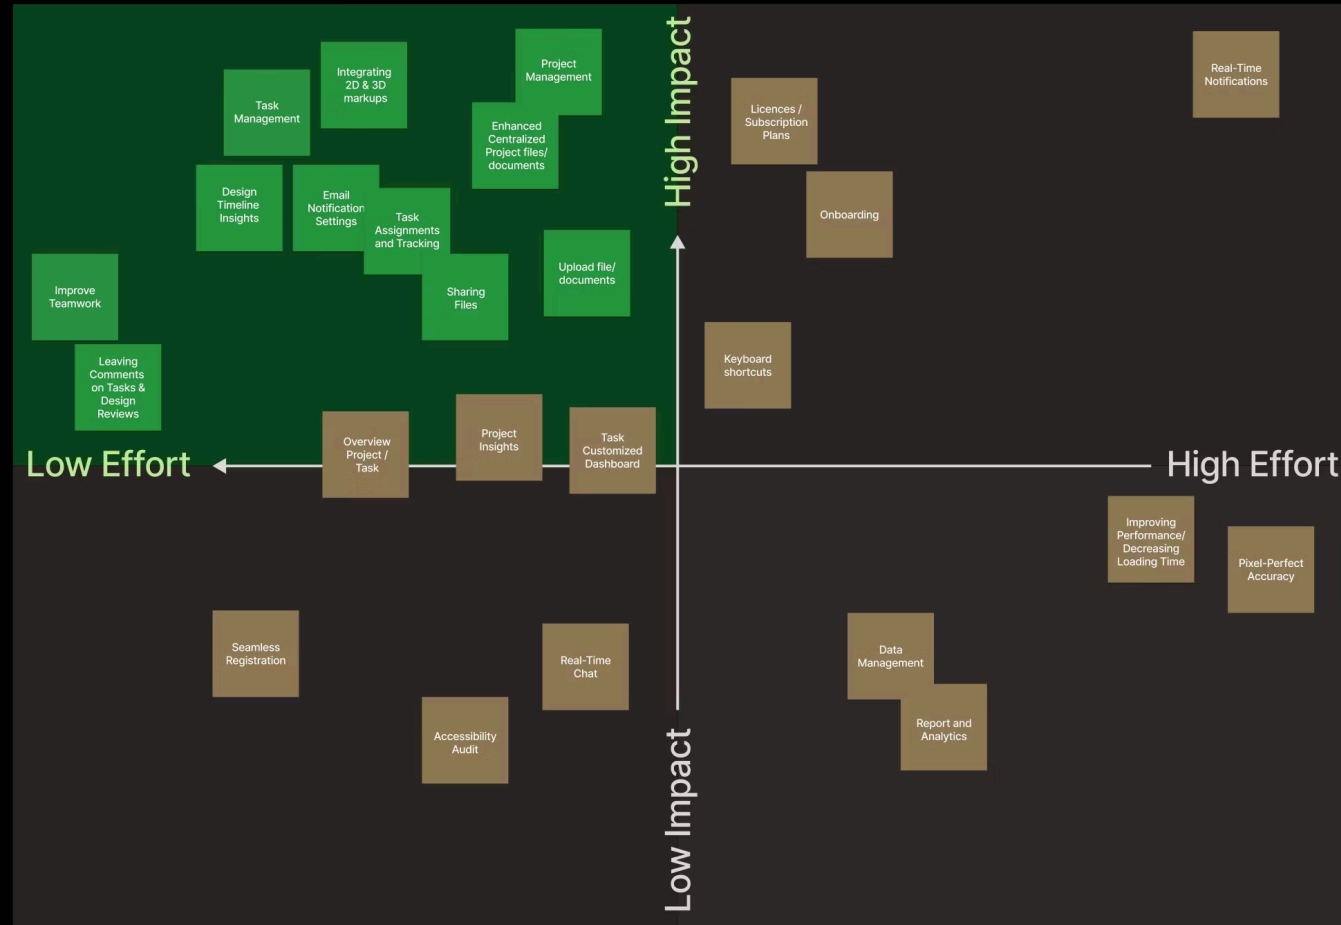 High Impact
Project
Management
Integrating
2D & 3D
markups
Task
Management
Enhanced
Centralized
Project files/
documents
Design
Timeline
Insights
Email
Notification
Settings
Task
Assignments
and Tracking
Upload file/
documents
Sharing
Files
Improve
Teamwork
Leaving
Comments
on Tasks &
Design
Reviews
Real-Time
Notifications
Licences /
Subscription
Plans
Onboarding
Keyboard
shortcuts
Overview
Project /
Task
Project
Insights
Task
Customized
Dashboard
Low Effort
High Effort
Seamless
Registration
Real-Time
Chat
Accessibility
Audit
Improving
Performance/
Decreasing
Loading Time
Pixel-Perfect
Accuracy
Data
Management
Report and
Analytics
Low Impact